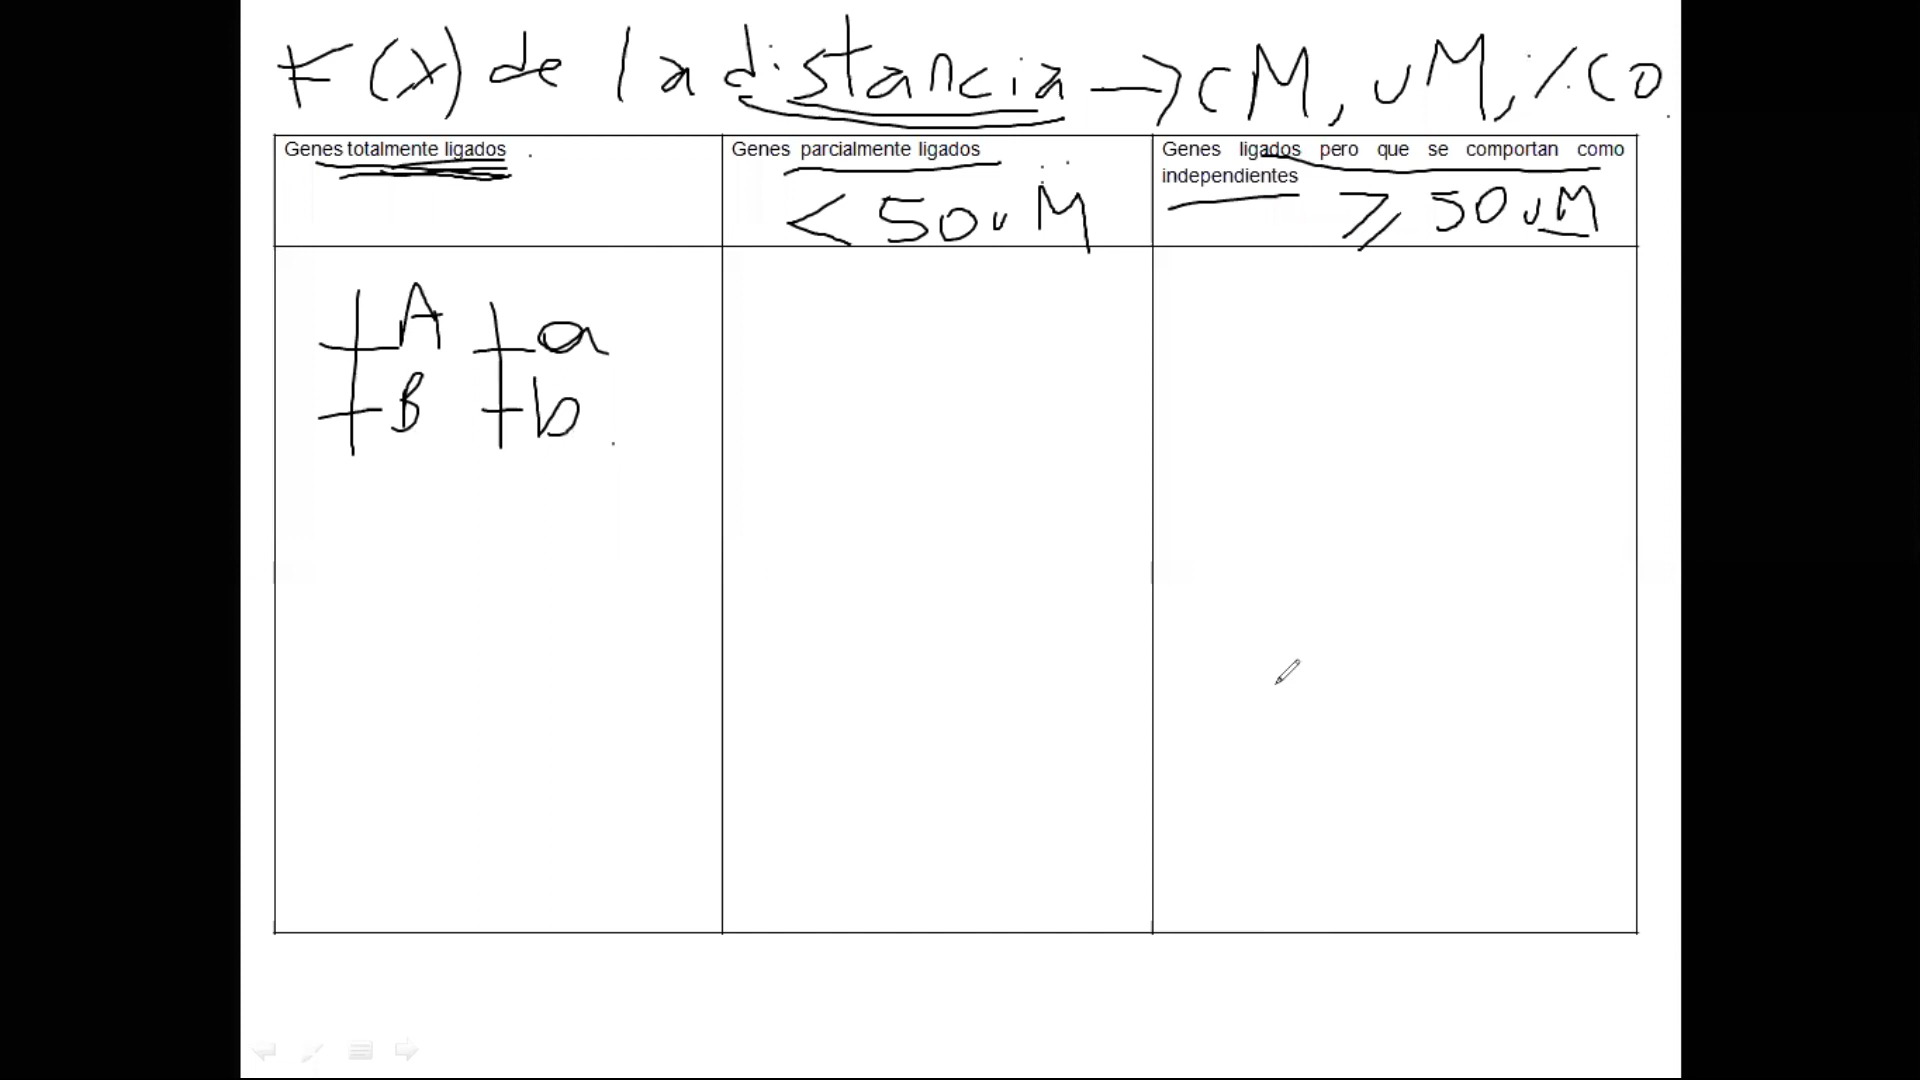 F(x) de la distancia → cM, uM, %CO
Genes totalmente ligados
Genes parcialmente ligados
< 50 uM
Genes ligados pero que se comportan como
independientes ≥ 50 uM
A a
B b